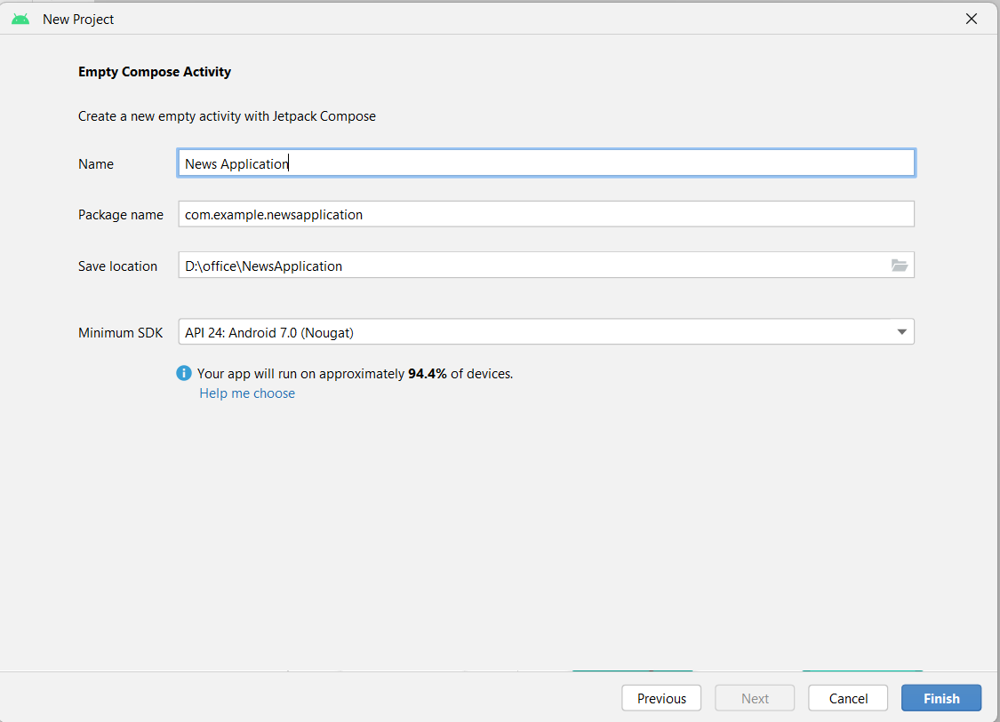 New Project
Empty Compose Activity
Create a new empty activity with Jetpack Compose
Name
News Application
Package name
com.example.newsapplication
Save location
D:\office\NewsApplication
Minimum SDK
API 24: Android 7.0 (Nougat)
Your app will run on approximately 94.4% of devices.
Help me choose
Previous
Next
Cancel
Finish